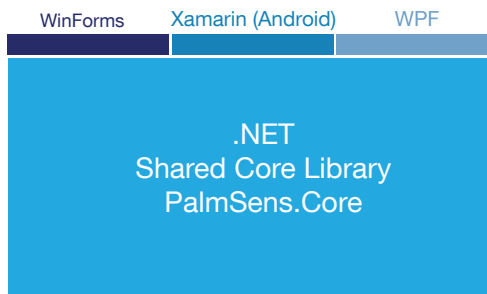 WinForms Xamarin (Android) WPF
.NET
Shared Core Library
PalmSens.Core